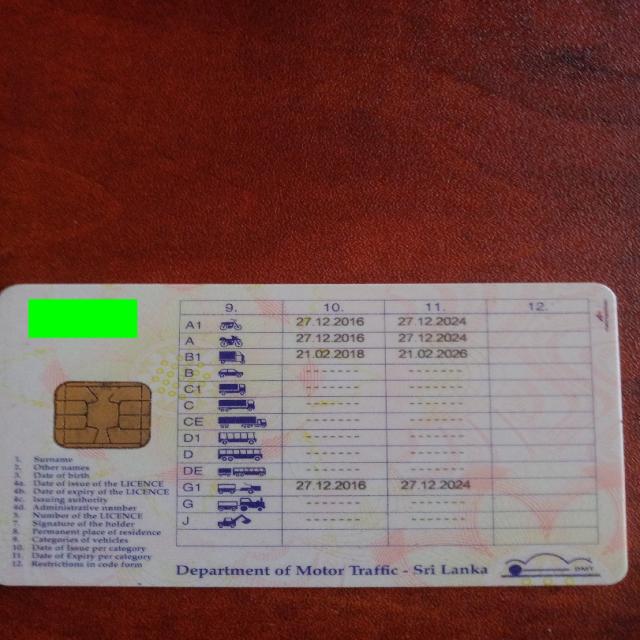 9. 10. 11. 12.
A1 27.12.2016 27.12.2024
A 27.12.2016 27.12.2024
B1 21.02.2018 21.02.2026
B - - - - - - - - - - - - - -
C1 - - - - - - - - - - - - - -
C - - - - - - - - - - - - - -
CE - - - - - - - - - - - - - -
D1 - - - - - - - - - - - - - -
D - - - - - - - - - - - - - -
DE - - - - - - - - - - - - - -
G1 27.12.2016 27.12.2024
G - - - - - - - - - - - - - -
J - - - - - - - - - - - - - -
1. Surname
2. Other names
3. Date of birth
4a. Date of issue of the LICENCE
4b. Date of expiry of the LICENCE
4c. Issuing authority
4d. Administrative number
5. Number of the LICENCE
7. Signature of the holder
8. Permanent place of residence
9. Categories of vehicles
10. Date of Issue per category
11. Date of Expiry per category
12. Restrictions in code form
Department of Motor Traffic - Sri Lanka
DMT